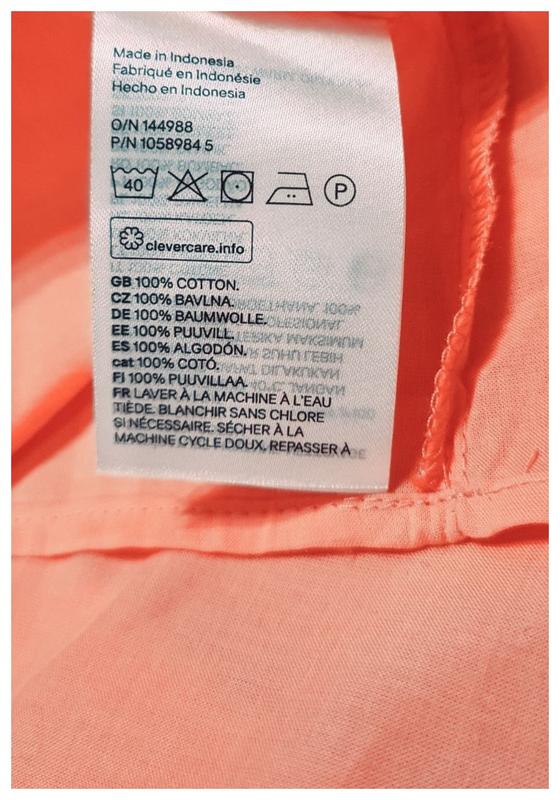 Made in Indonesia
Fabriqué en Indonésie
Hecho en Indonesia
O/N 144988
P/N 1058984 5
40
P
clevercare.info
GB 100% COTTON.
CZ 100% BAVLNA.
DE 100% BAUMWOLLE.
EE 100% PUUVILL.
ES 100% ALGODÓN.
cat 100% COTÓ.
FI 100% PUUVILLAA.
FR LAVER À LA MACHINE À L'EAU
TIÈDE. BLANCHIR SANS CHLORE
SI NÉCESSAIRE. SÉCHER À LA
MACHINE CYCLE DOUX. REPASSER À